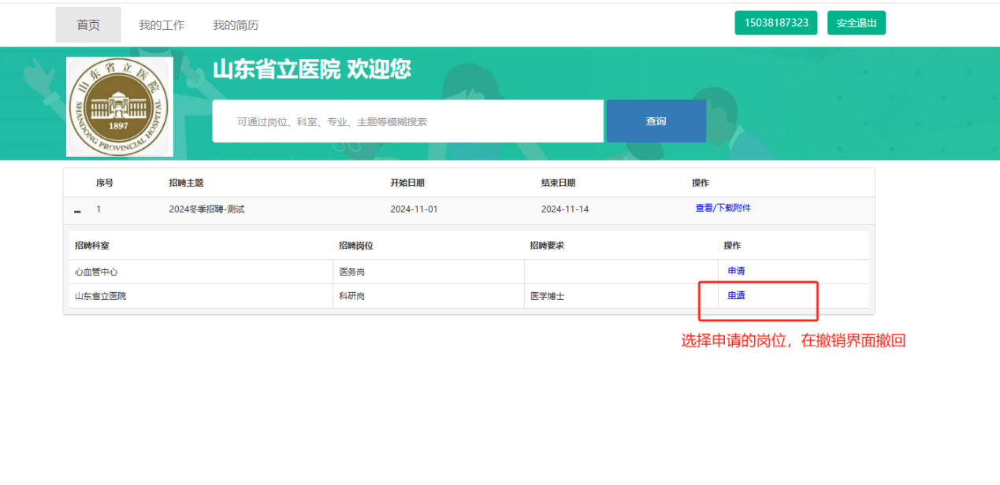 首页 我的工作 我的简历 15038187323 安全退出
山东省立医院 欢迎您
山东省立医院
SHANDONG PROVINCIAL HOSPITAL
1897
可通过岗位、科室、专业、主题等模糊搜索 查询
序号 招聘主题 开始日期 结束日期 操作
1 2024冬季招聘-测试 2024-11-01 2024-11-14 查看/下载附件
招聘科室 招聘岗位 招聘要求 操作
心血管中心 医务岗 申请
山东省立医院 科研岗 医学博士 申请
选择申请的岗位，在撤销界面撤回